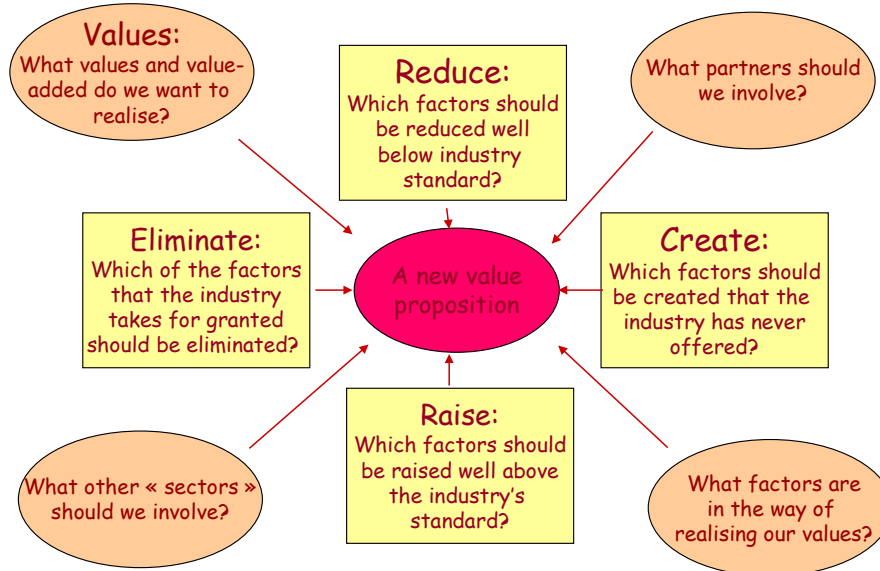 Values:
What values and value-
added do we want to
realise?
Reduce:
Which factors should
be reduced well
below industry
standard?
What partners should
we involve?
Eliminate:
Which of the factors
that the industry
takes for granted
should be eliminated?
A new value
proposition
Create:
Which factors should
be created that the
industry has never
offered?
What other « sectors »
should we involve?
Raise:
Which factors should
be raised well above
the industry's
standard?
What factors are
in the way of
realising our values?